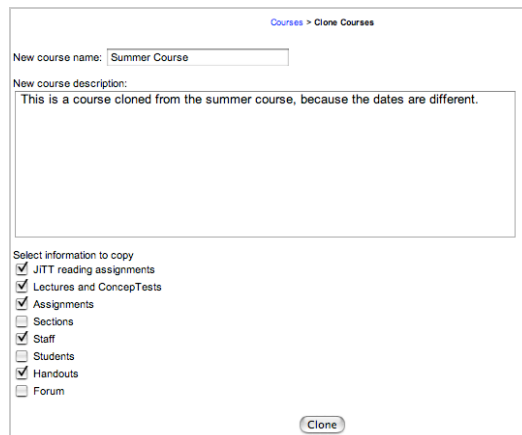 Courses > Clone Courses
New course name: Summer Course
New course description:
This is a course cloned from the summer course, because the dates are different.
Select information to copy
JiTT reading assignments
Lectures and ConcepTests
Assignments
Sections
Staff
Students
Handouts
Forum
Clone